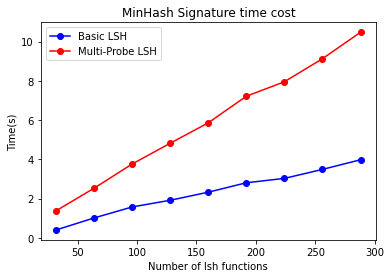 MinHash Signature time cost
Basic LSH
Multi-Probe LSH
Time(s)
10
8
6
4
2
0
50 100 150 200 250 300
Number of lsh functions